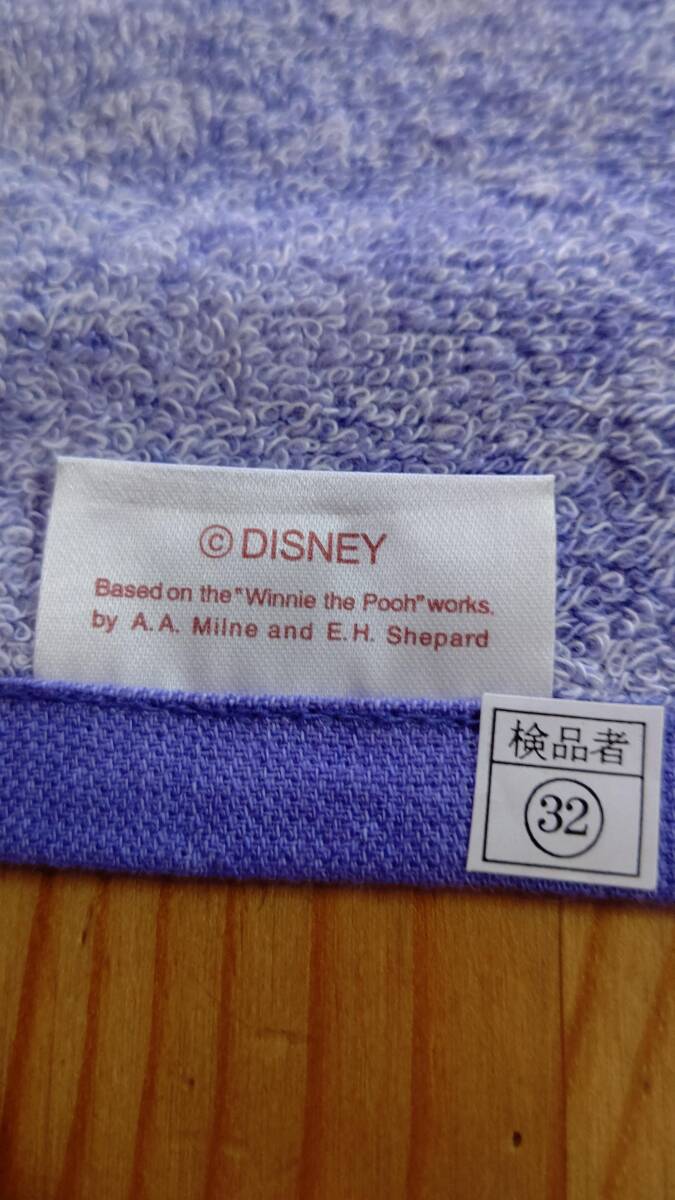 © DISNEY
Based on the "Winnie the Pooh" works.
by A.A. Milne and E.H. Shepard
検品者
32